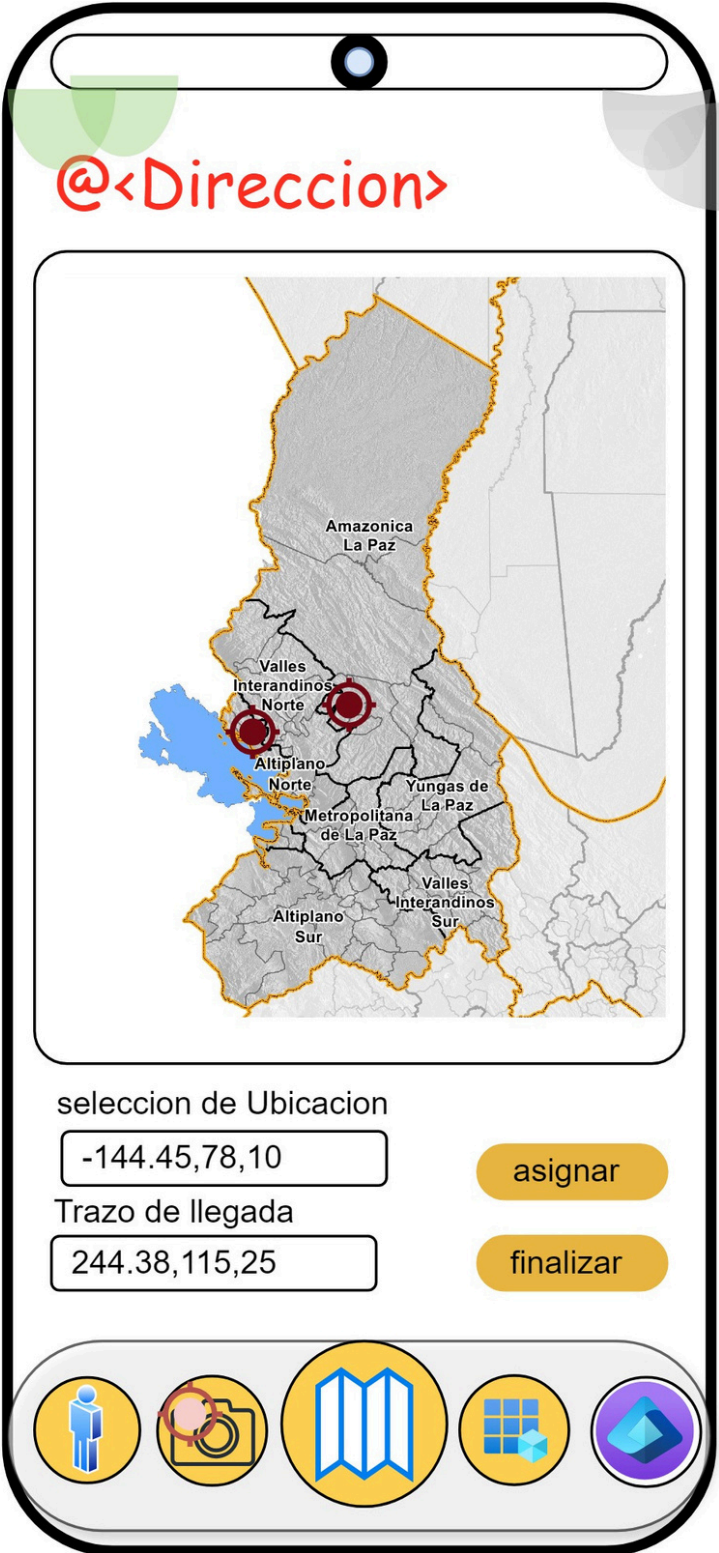 @<Direccion>
Amazonica
La Paz
Valles
Interandinos
Norte
Altiplano
Norte
Yungas de
La Paz
Metropolitana
de La Paz
Valles
Interandinos
Sur
Altiplano
Sur
seleccion de Ubicacion
-144.45,78,10
asignar
Trazo de llegada
244.38,115,25
finalizar